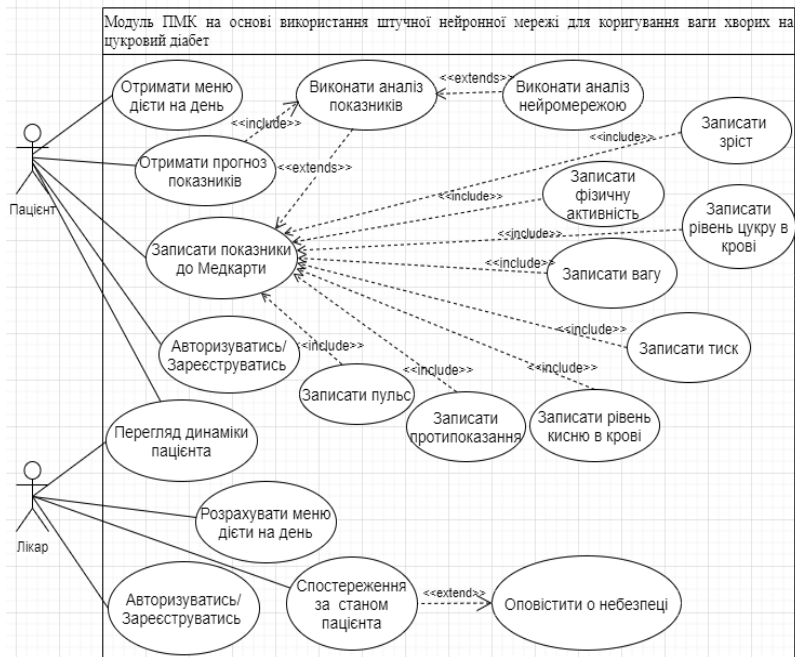 Модуль ПМК на основі використання штучної нейронної мережі для коригування ваги хворих на
цукровий діабет
Отримати меню
дієти на день
Виконати аналіз
показників
<<extends>>
Виконати аналіз
нейромережою
<<include>>
Отримати прогноз
показників
<<extends>>
<<include>>
Записати
зріст
Пацієнт
Записати
фізичну
активність
<<include>>
Записати
рівень цукру в
крові
<<include>>
Записати показники
до Медкарти
<<include>>
Записати вагу
Авторизуватись/
Зареєструватись
<<include>>
<<include>>
Записати тиск
<<include>>
<<include>>
Записати пульс
Записати
протипоказання
Записати рівень
кисню в крові
Перегляд динаміки
пацієнта
Лікар
Розрахувати меню
дієти на день
Авторизуватись/
Зареєструватись
Спостереження
за станом
пацієнта
<<extend>>
Оповістити о небезпеці